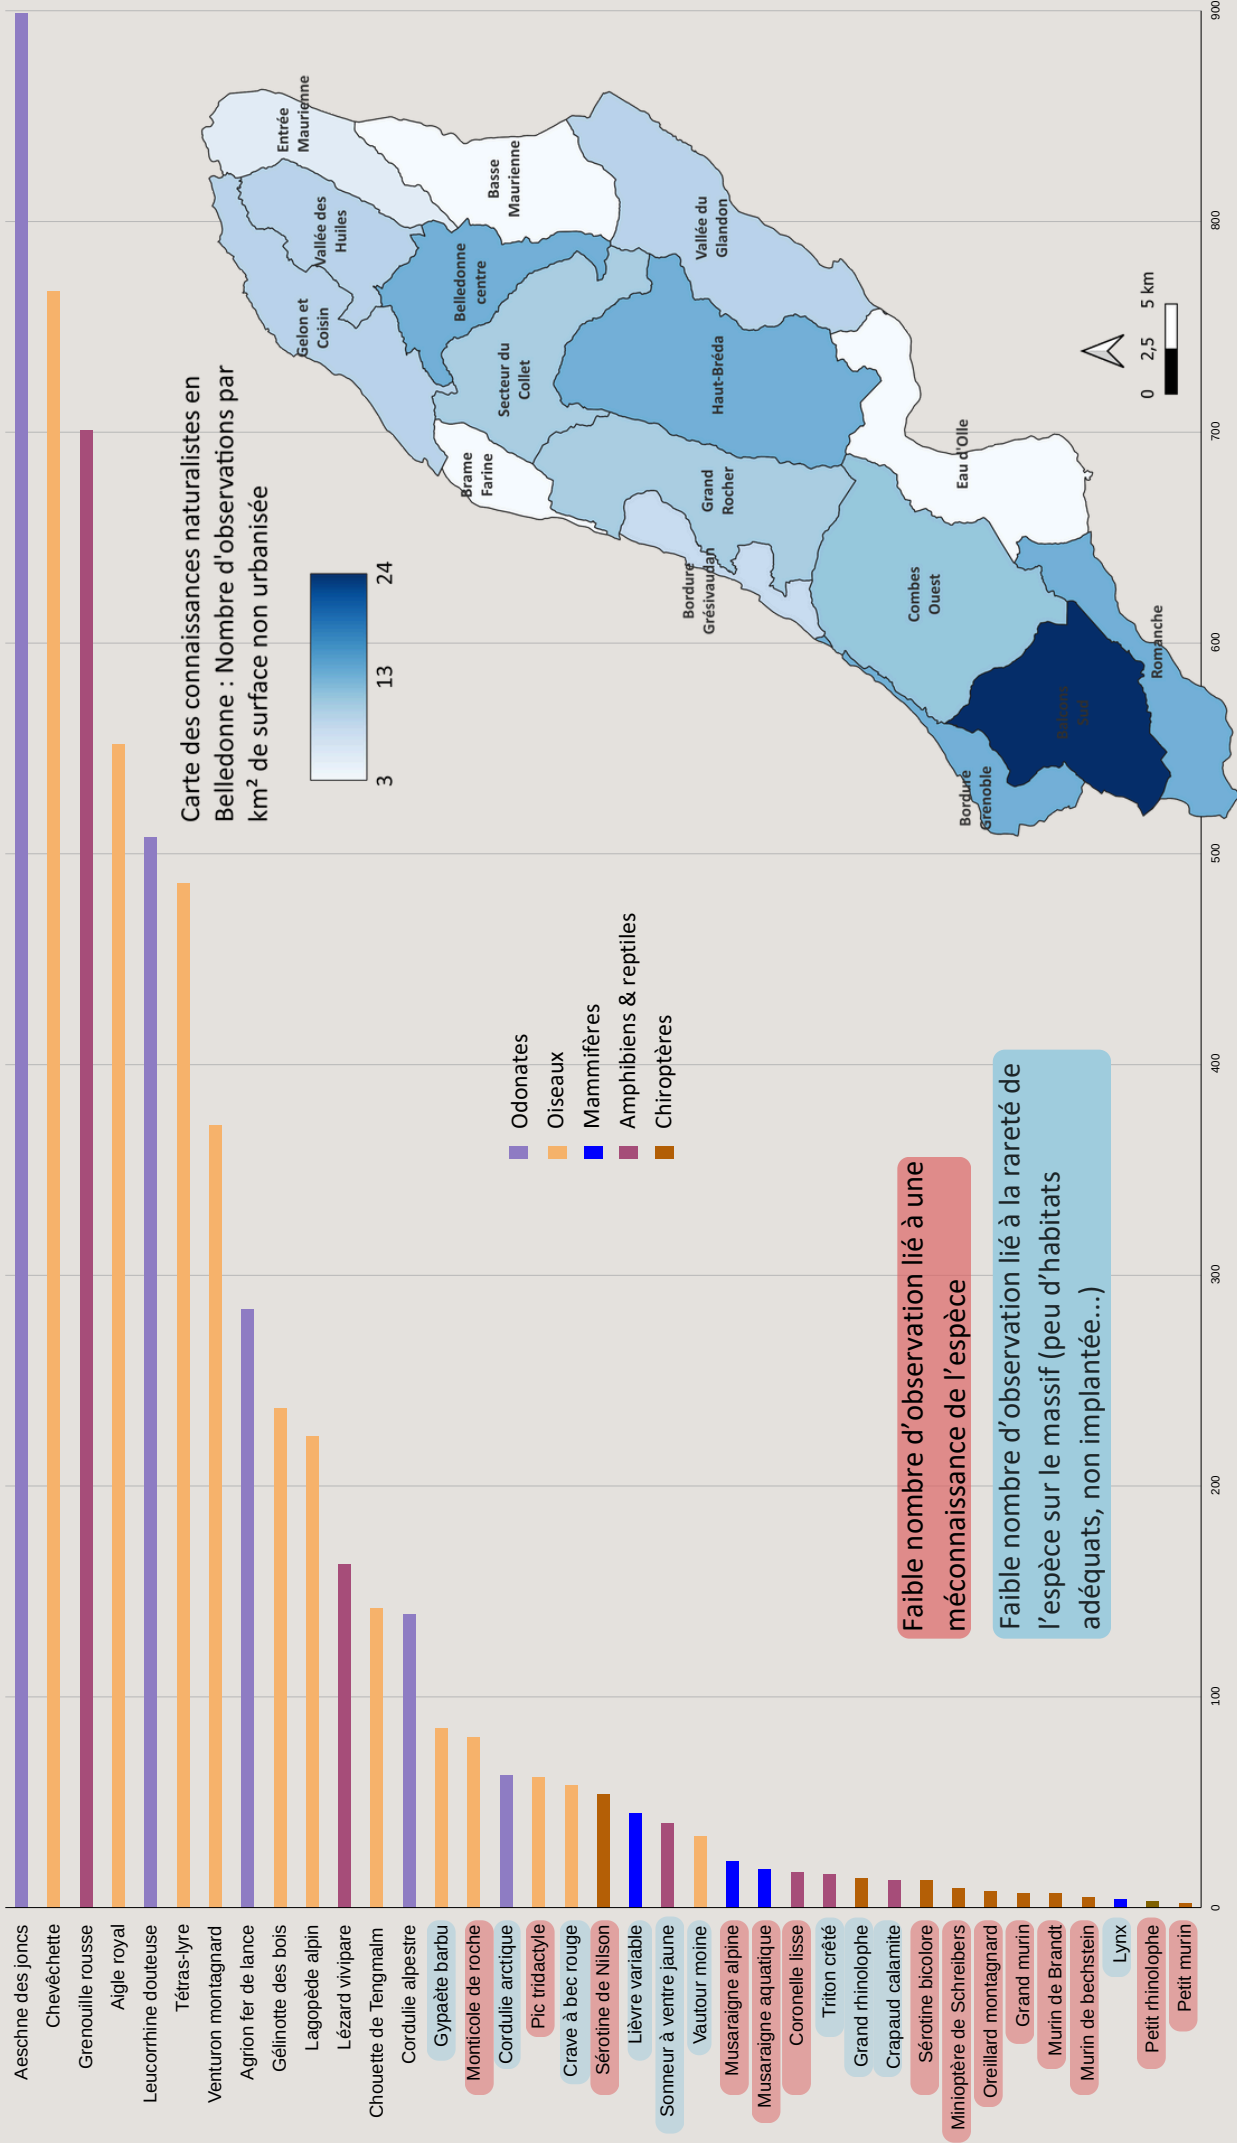 Aeschne des joncs
Chevêchette
Grenouille rousse
Aigle royal
Leucorrhine douteuse
Tétras-lyre
Venturon montagnard
Agrion fer de lance
Gélinotte des bois
Lagopède alpin
Lézard vivipare
Chouette de Tengmalm
Cordulie alpestre
Gypaète barbu
Monticole de roche
Cordulie arctique
Pic tridactyle
Crave à bec rouge
Sérotine de Nilson
Lièvre variable
Sonneur à ventre jaune
Vautour moine
Musaraigne alpine
Musaraigne aquatique
Coronelle lisse
Triton crêté
Grand rhinolophe
Crapaud calamite
Sérotine bicolore
Minioptère de Schreibers
Oreillard montagnard
Grand murin
Murin de Brandt
Murin de bechstein
Lynx
Petit rhinolophe
Petit murin
0
100
200
300
400
500
600
700
800
900
Odonates
Oiseaux
Mammifères
Amphibiens & reptiles
Chiroptères
Faible nombre d'observation lié à une
méconnaissance de l'espèce
Faible nombre d'observation lié à la rareté de
l'espèce sur le massif (peu d'habitats
adéquats, non implantée...)
Carte des connaissances naturalistes en
Belledonne : Nombre d'observations par
km² de surface non urbanisée
3
13
24
Entrée
Maurienne
Vallée des
Huiles
Gelon et
Coisin
Basse
Maurienne
Belledonne
centre
Secteur du
Collet
Brame
Farine
Vallée du
Glandon
Haut-Bréda
Grand
Rocher
Bordure
Grésivaudan
Eau d'Olle
Combes
Ouest
Balcons
Sud
Romanche
Bordure
Grenoble
0
2,5
5 km